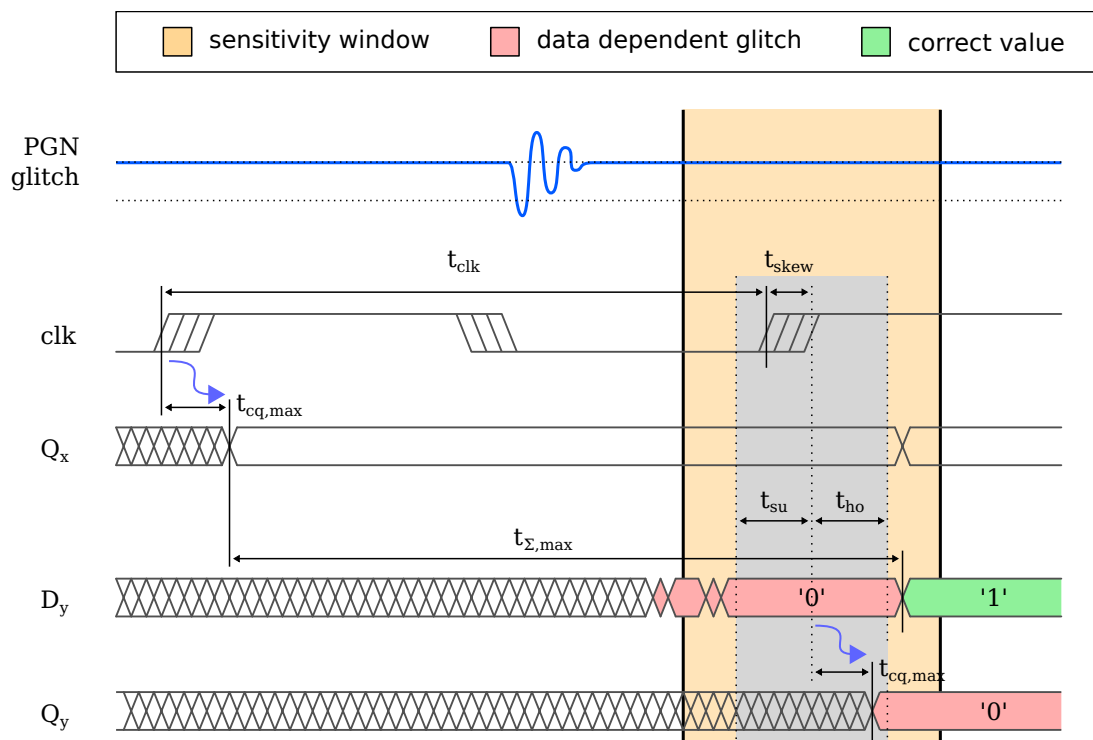 sensitivity window data dependent glitch correct value
PGN
glitch
t_clk t_skew
clk
t_cq,max
Q_x
t_su t_ho
t_Σ,max
D_y '0' '1'
t_cq,max
Q_y '0'